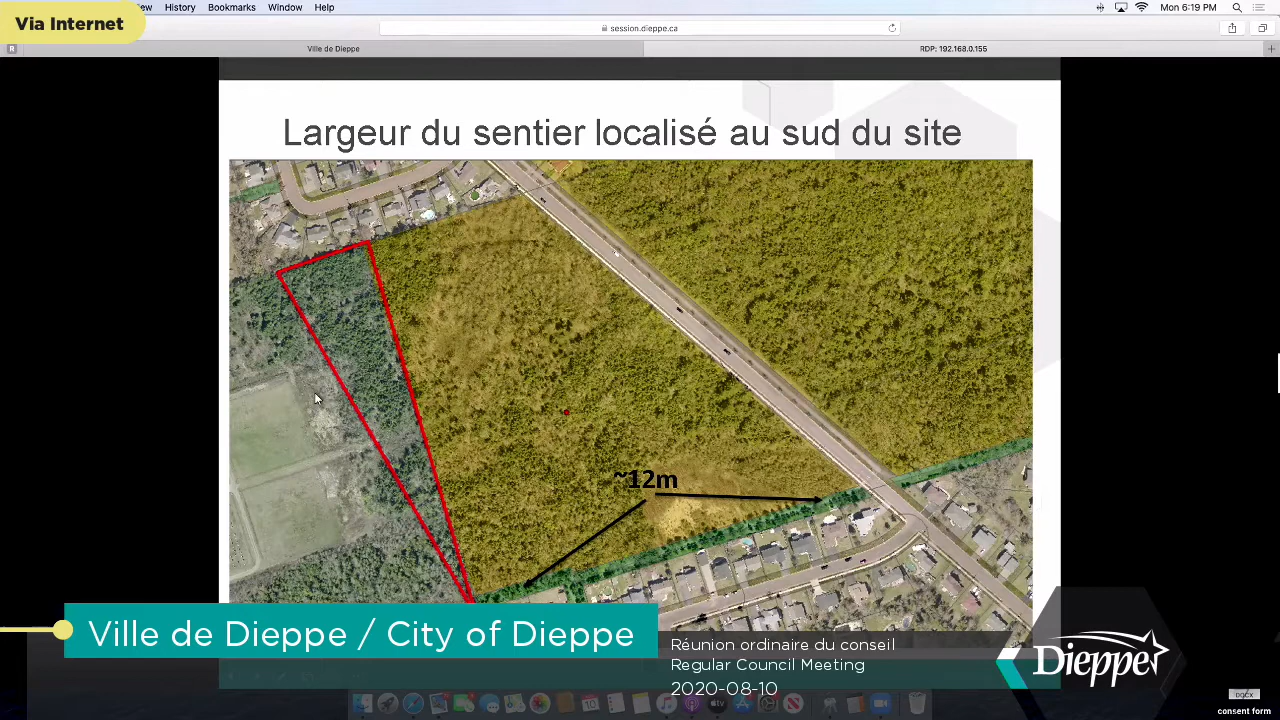 Via Internet
ew History Bookmarks Window Help
Mon 6:19 PM
session.dieppe.ca
R
Ville de Dieppe
RDP: 192.168.0.155
Largeur du sentier localisé au sud du site
~12m
Ville de Dieppe / City of Dieppe
Réunion ordinaire du conseil
Regular Council Meeting
2020-08-10
Dieppe
DOCX
consent form